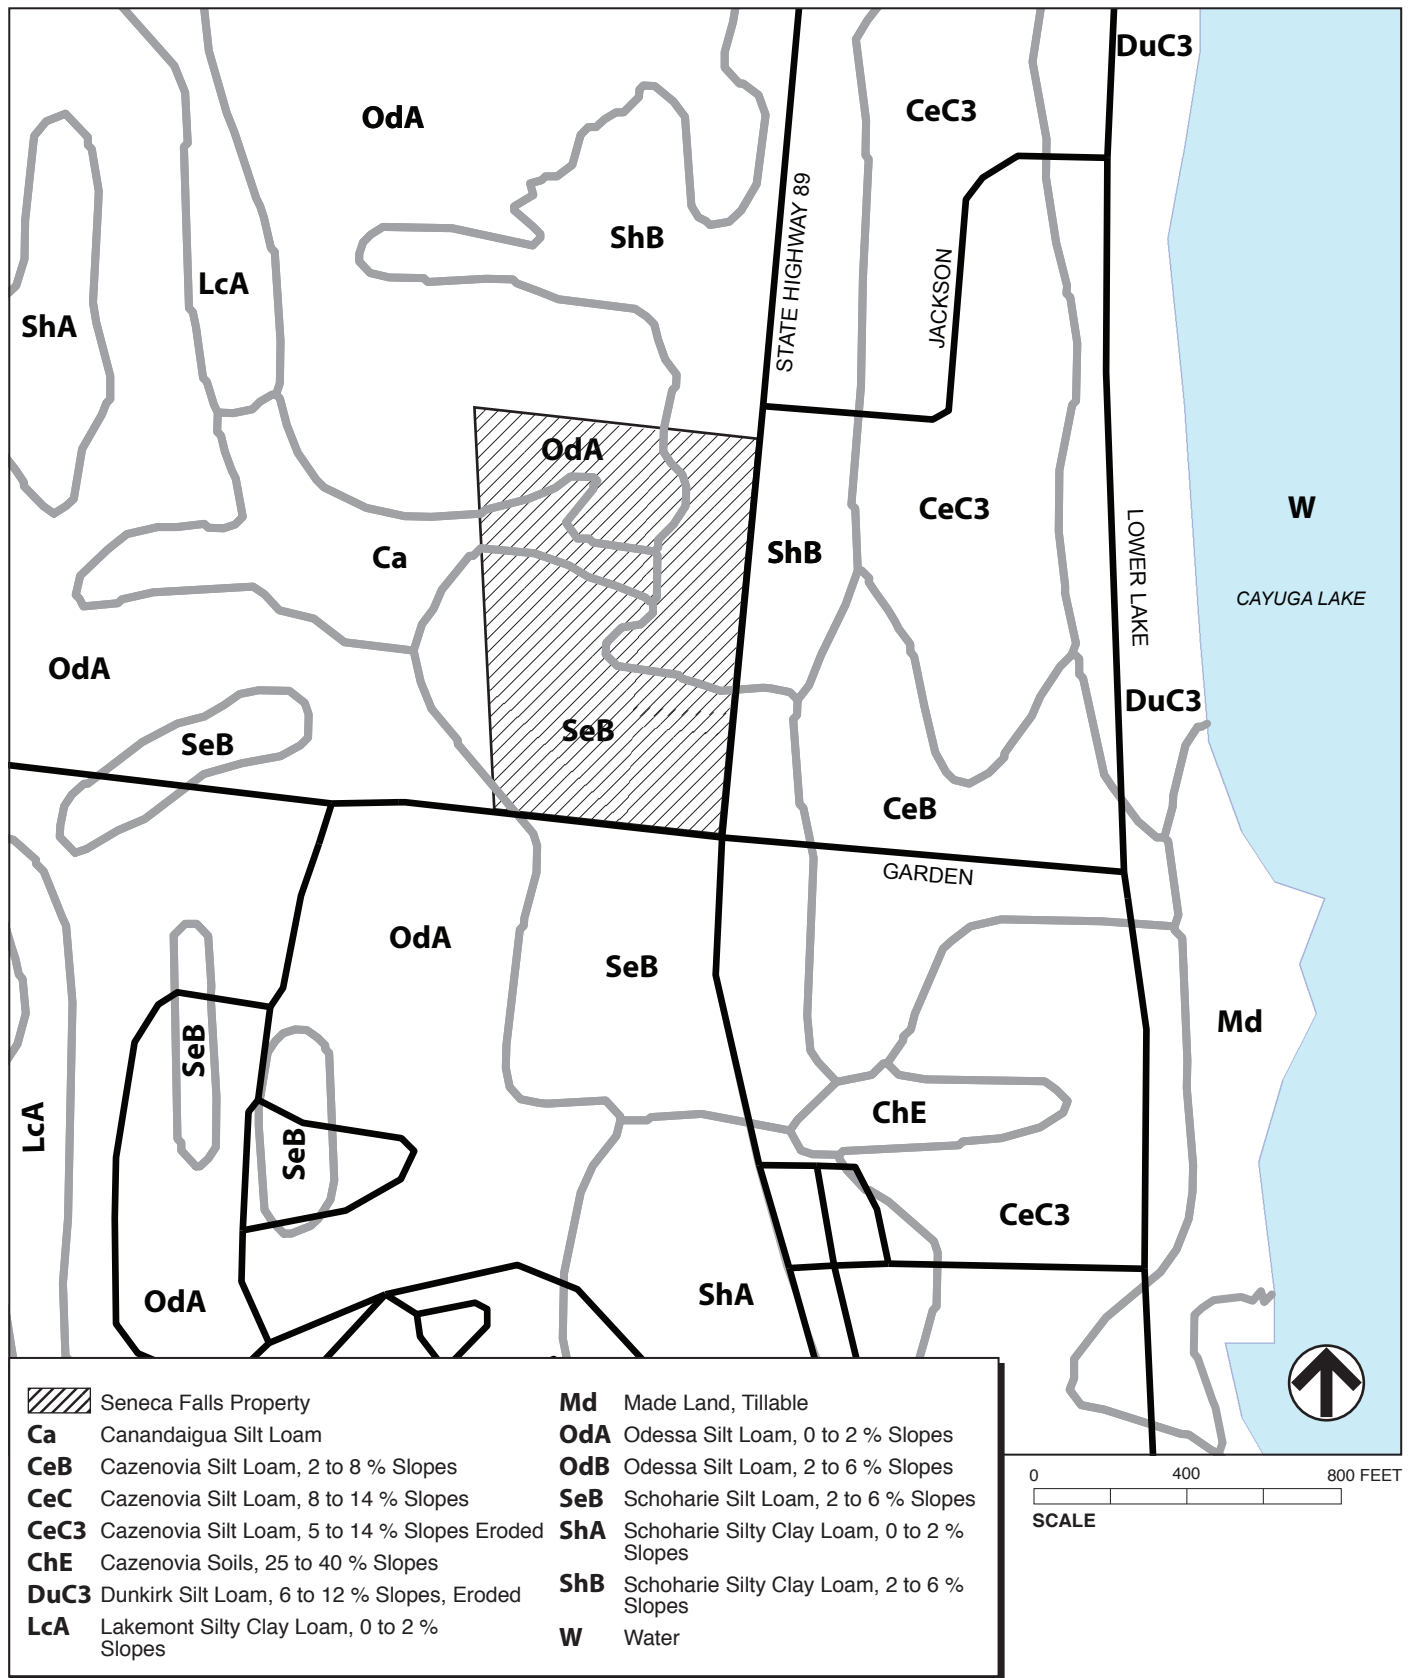 DuC3
OdA
CeC3
ShB
STATE HIGHWAY 89
JACKSON
LcA
ShA
OdA
CeC3
W
LOWER LAKE
ShB
Ca
CAYUGA LAKE
OdA
DuC3
SeB
SeB
CeB
GARDEN
OdA
SeB
Md
SeB
ChE
LcA
SeB
CeC3
ShA
OdA
Seneca Falls Property
Ca Canandaigua Silt Loam
CeB Cazenovia Silt Loam, 2 to 8 % Slopes
CeC Cazenovia Silt Loam, 8 to 14 % Slopes
CeC3 Cazenovia Silt Loam, 5 to 14 % Slopes Eroded
ChE Cazenovia Soils, 25 to 40 % Slopes
DuC3 Dunkirk Silt Loam, 6 to 12 % Slopes, Eroded
LcA Lakemont Silty Clay Loam, 0 to 2 %
Slopes
Md Made Land, Tillable
OdA Odessa Silt Loam, 0 to 2 % Slopes
OdB Odessa Silt Loam, 2 to 6 % Slopes
SeB Schoharie Silt Loam, 2 to 6 % Slopes
ShA Schoharie Silty Clay Loam, 0 to 2 %
Slopes
ShB Schoharie Silty Clay Loam, 2 to 6 %
Slopes
W Water
0 400 800 FEET
SCALE